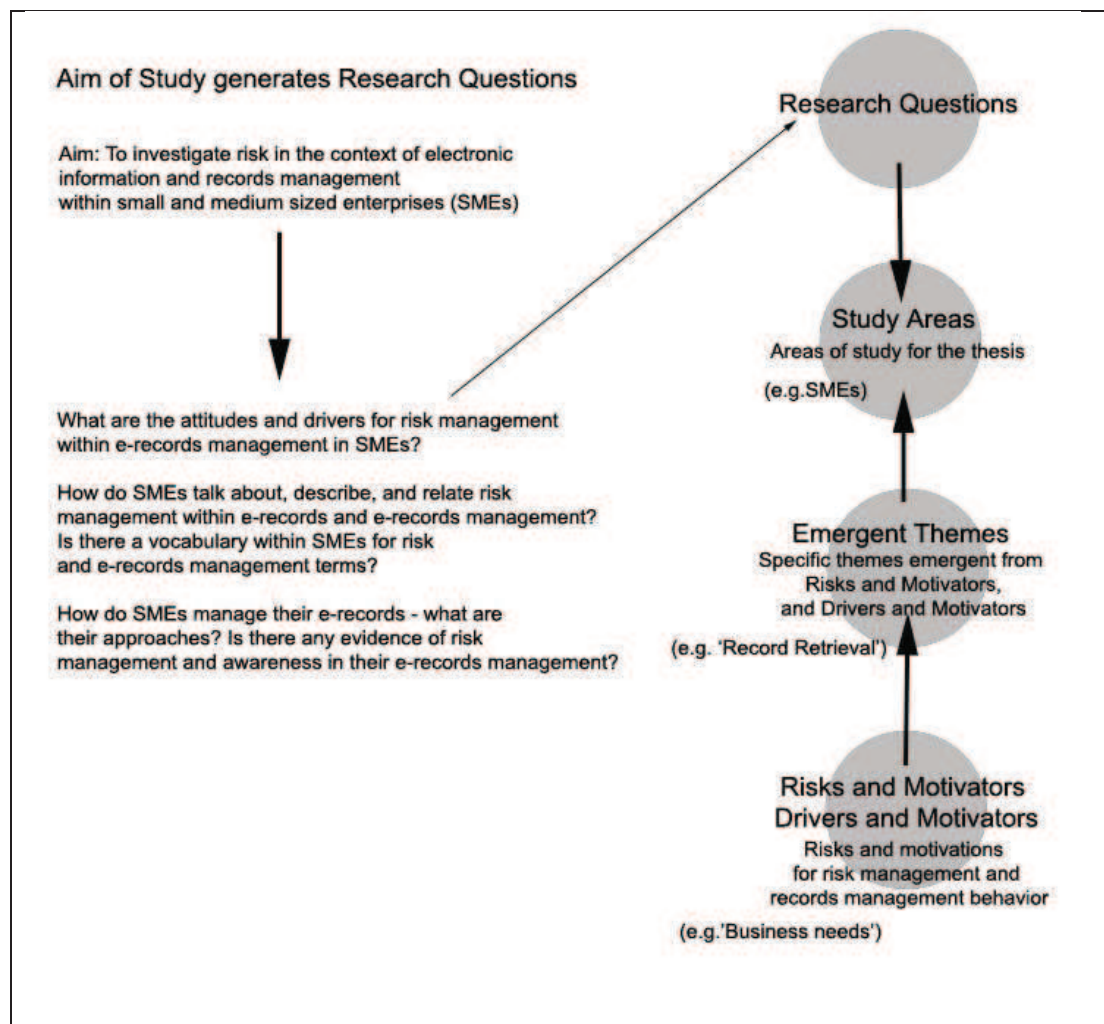 Aim of Study generates Research Questions
Aim: To investigate risk in the context of electronic
information and records management
within small and medium sized enterprises (SMEs)
What are the attitudes and drivers for risk management
within e-records management in SMEs?
How do SMEs talk about, describe, and relate risk
management within e-records and e-records management?
Is there a vocabulary within SMEs for risk
and e-records management terms?
How do SMEs manage their e-records - what are
their approaches? Is there any evidence of risk
management and awareness in their e-records management?
Research Questions
Study Areas
Areas of study for the thesis
(e.g.SMEs)
Emergent Themes
Specific themes emergent from
Risks and Motivators,
and Drivers and Motivators
(e.g. 'Record Retrieval')
Risks and Motivators
Drivers and Motivators
Risks and motivations
for risk management and
records management behavior
(e.g.'Business needs')